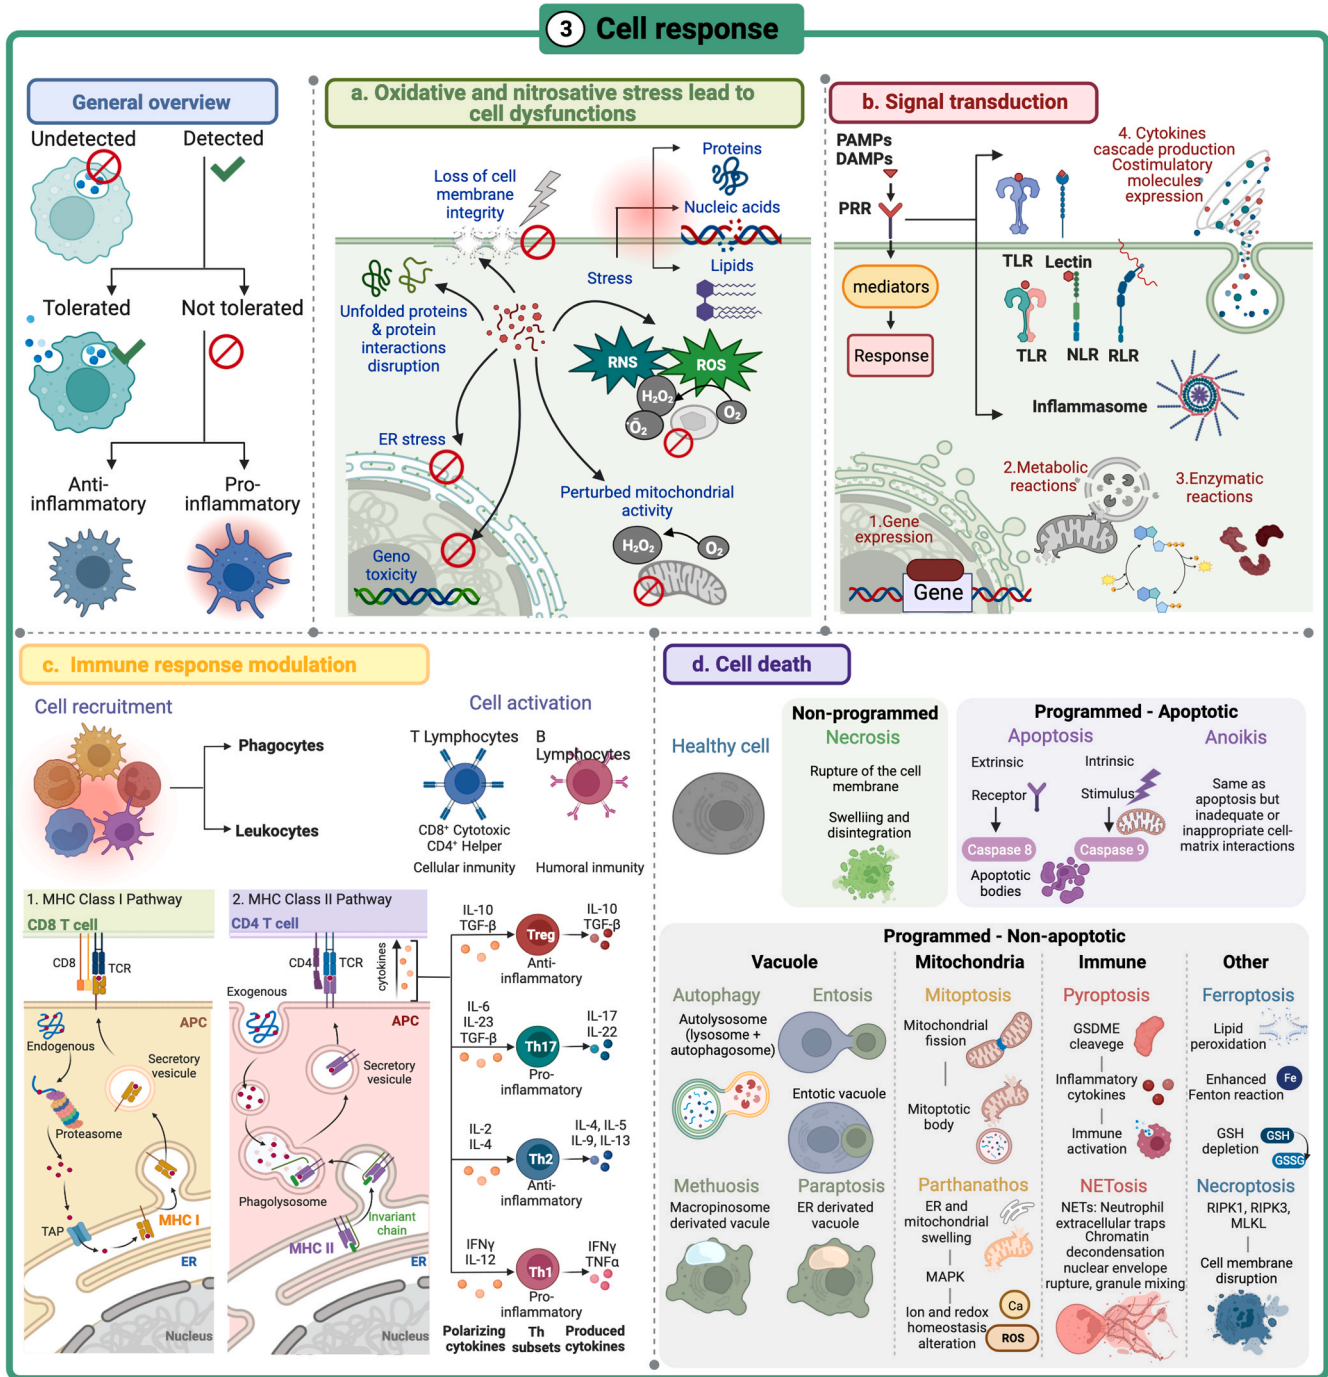 3 Cell response
General overview
Undetected
Detected
Tolerated
Not tolerated
Anti-
inflammatory
Pro-
inflammatory
a. Oxidative and nitrosative stress lead to
cell dysfunctions
Loss of cell
membrane
integrity
Proteins
Nucleic acids
Lipids
Stress
Unfolded proteins
& protein
interactions
disruption
RNS
ROS
H₂O₂
O₂
·Ō₂
ER stress
Perturbed mitochondrial
activity
H₂O₂
O₂
Geno
toxicity
b. Signal transduction
PAMPs
DAMPs
PRR
mediators
Response
4. Cytokines
cascade production
Costimulatory
molecules
expression
TLR
Lectin
TLR
NLR
RLR
Inflammasome
1.Gene
expression
2.Metabolic
reactions
3.Enzymatic
reactions
Gene
c. Immune response modulation
Cell recruitment
Phagocytes
Leukocytes
Cell activation
T Lymphocytes
B
Lymphocytes
CD8⁺ Cytotoxic
CD4⁺ Helper
Cellular inmunity
Humoral inmunity
1. MHC Class I Pathway
CD8 T cell
CD8
TCR
APC
Endogenous
Secretory
vesicule
Proteasome
TAP
MHC I
ER
Nucleus
2. MHC Class II Pathway
CD4 T cell
CD4
TCR
cytokines
Exogenous
APC
Secretory
vesicule
Phagolysosome
Invariant
chain
MHC II
ER
Nucleus
IL-10
TGF-β
Treg
IL-10
TGF-β
Anti-
inflammatory
IL-6
IL-23
TGF-β
Th17
IL-17
IL-22
Pro-
inflammatory
IL-2
IL-4
Th2
IL-4, IL-5
IL-9, IL-13
Anti-
inflammatory
IFNγ
IL-12
Th1
IFNγ
TNFα
Pro-
inflammatory
Polarizing
cytokines
Th
subsets
Produced
cytokines
d. Cell death
Healthy cell
Non-programmed
Necrosis
Rupture of the cell
membrane
Swelliing and
disintegration
Programmed - Apoptotic
Apoptosis
Anoikis
Extrinsic
Receptor
Caspase 8
Intrinsic
Stimulus
Caspase 9
Apoptotic
bodies
Same as
apoptosis but
inadequate or
inappropriate cell-
matrix interactions
Programmed - Non-apoptotic
Vacuole
Mitochondria
Immune
Other
Autophagy
Autolysosome
(lysosome +
autophagosome)
Entosis
Entotic vacuole
Methuosis
Macropinosome
derived vacule
Paraptosis
ER derived
vacuole
Mitoptosis
Mitochondrial
fission
Mitoptotic
body
Parthanathos
ER and
mitochondrial
swelling
MAPK
Ion and redox
homeostasis
alteration
Ca
ROS
Pyroptosis
GSDME
cleavege
Inflammatory
cytokines
Immune
activation
NETosis
NETs: Neutrofil
extracellular traps
Chromatin
decondensation
nuclear envelope
rupture, granule mixing
Ferroptosis
Lipid
peroxidation
Enhanced
Fenton reaction
Fe
GSH
depletion
GSH
GSSG
Necroptosis
RIPK1, RIPK3,
MLKL
Cell membrane
disruption